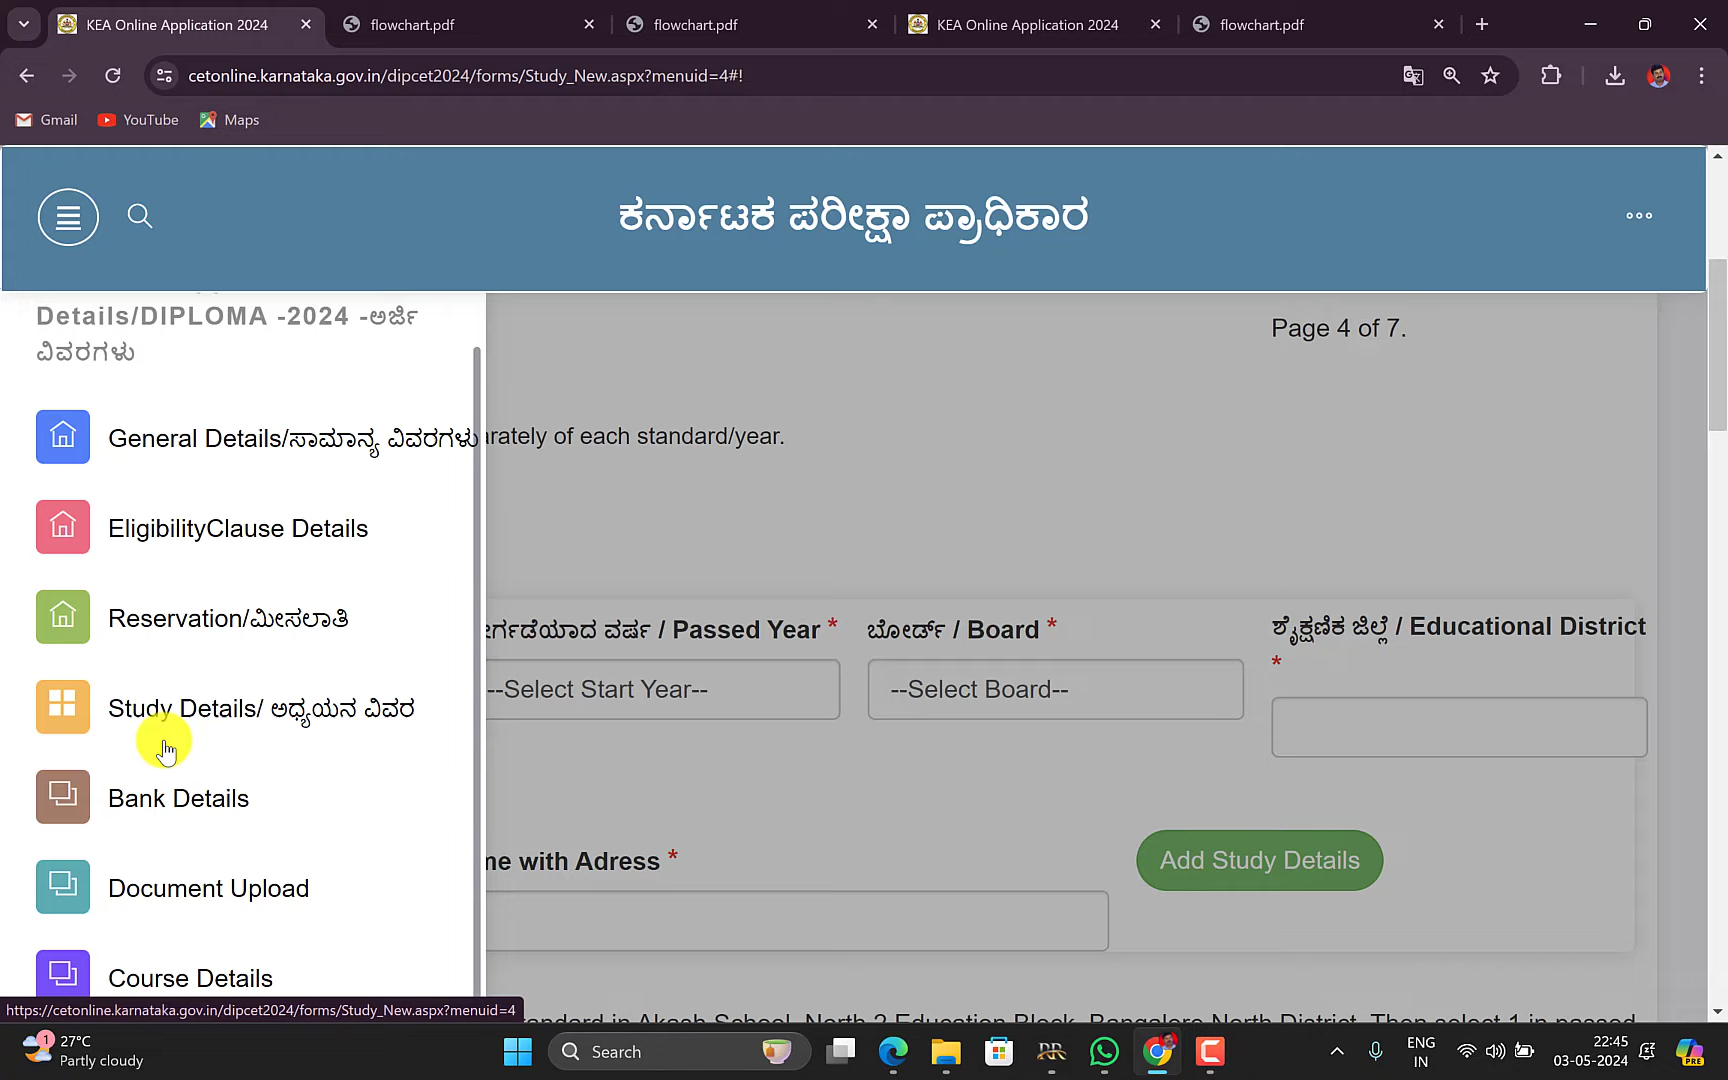 KEA Online Application 2024
flowchart.pdf
flowchart.pdf
KEA Online Application 2024
flowchart.pdf
cetonline.karnataka.gov.in/dipcet2024/forms/Study_New.aspx?menuid=4#!
Gmail
YouTube
Maps
ಕರ್ನಾಟಕ ಪರೀಕ್ಷಾ ಪ್ರಾಧಿಕಾರ
Details/DIPLOMA -2024 -ಅರ್ಜಿ
ವಿವರಗಳು
Page 4 of 7.
General Details/ಸಾಮಾನ್ಯ ವಿವರಗಳು
of each standard/year.
EligibilityClause Details
Reservation/ಮೀಸಲಾತಿ
ವರ್ಷ / Passed Year *
ಬೋರ್ಡ್ / Board *
ಶೈಕ್ಷಣಿಕ ಜಿಲ್ಲೆ / Educational District
*
--Select Start Year--
--Select Board--
Study Details/ ಅಧ್ಯಯನ ವಿವರ
Bank Details
with Adress *
Add Study Details
Document Upload
Course Details
https://cetonline.karnataka.gov.in/dipcet2024/forms/Study_New.aspx?menuid=4
in Akash School, North 2 Education Block, Bangalore North District. Then select 1 in passed
1
27°C
Partly cloudy
Search
RR
ENG
IN
22:45
03-05-2024
PRE